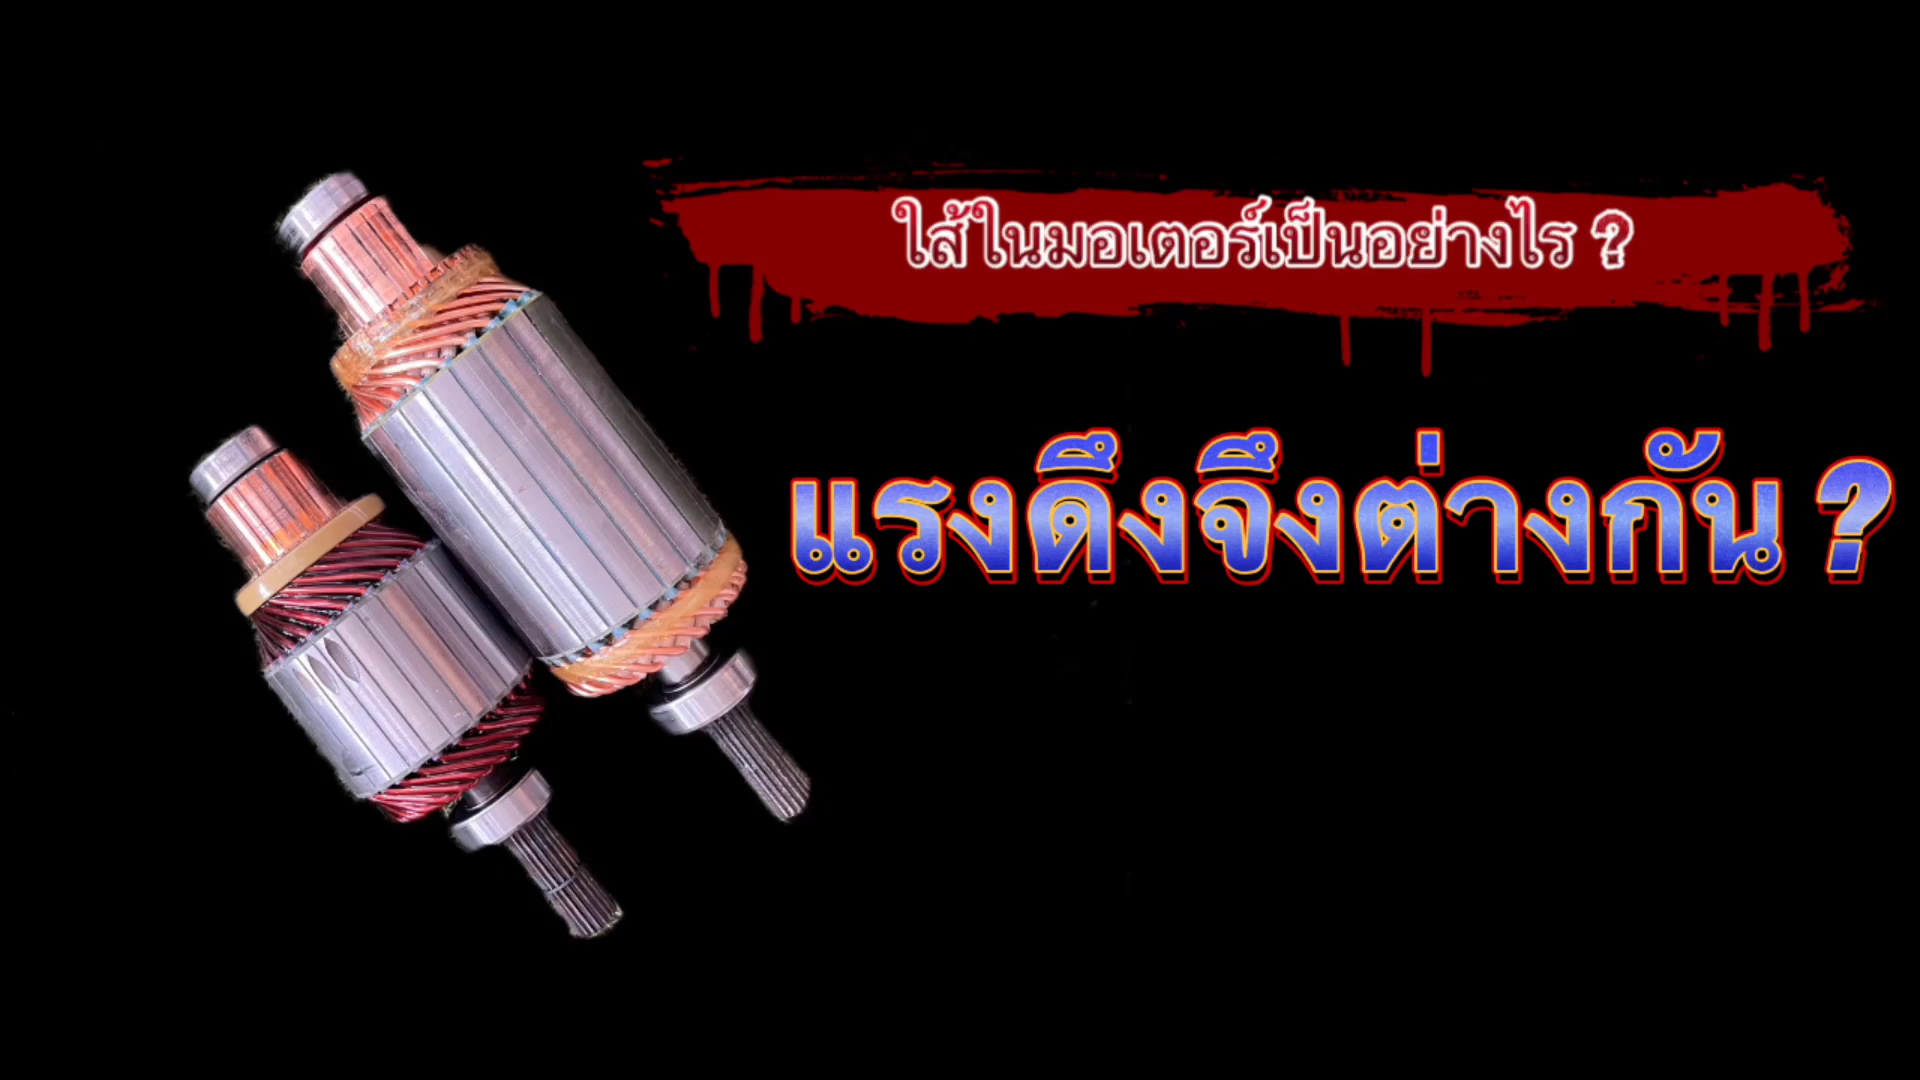 ใส้ในมอเตอร์เป็นอย่างไร ?
แรงดึงจึงต่างกัน ?